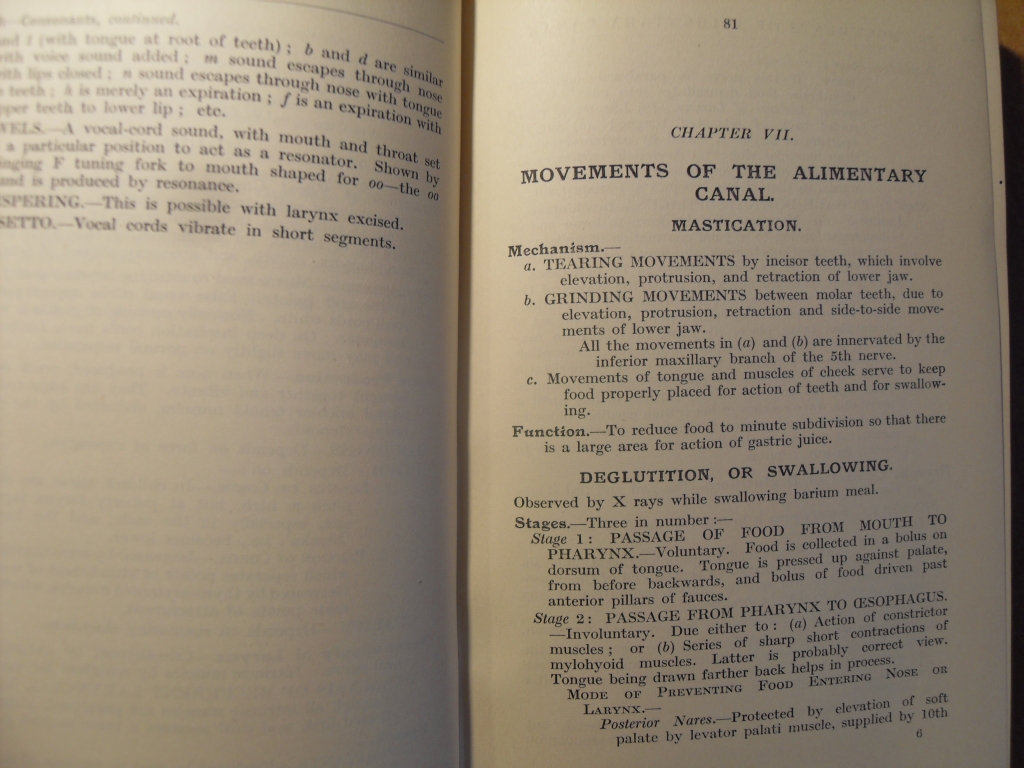 Consonants, continued.
(with tongue at root of teeth) ; b and d are similar
with voice sound added ; m sound escapes through nose
with lips closed ; n sound escapes through nose with tongue
teeth ; h is merely an expiration ; f is an expiration with
upper teeth to lower lip ; etc.
A vocal-cord sound, with mouth and throat set
a particular position to act as a resonator. Shown by
F tuning fork to mouth shaped for oo—the oo
is produced by resonance.
This is possible with larynx excised.
Vocal cords vibrate in short segments.
81
CHAPTER VII.
MOVEMENTS OF THE ALIMENTARY
CANAL.
MASTICATION.
Mechanism.—
a. TEARING MOVEMENTS by incisor teeth, which involve
elevation, protrusion, and retraction of lower jaw.
b. GRINDING MOVEMENTS between molar teeth, due to
elevation, protrusion, retraction and side-to-side move-
ments of lower jaw.
All the movements in (a) and (b) are innervated by the
inferior maxillary branch of the 5th nerve.
c. Movements of tongue and muscles of cheek serve to keep
food properly placed for action of teeth and for swallow-
ing.
Function.—To reduce food to minute subdivision so that there
is a large area for action of gastric juice.
DEGLUTITION, OR SWALLOWING.
Observed by X rays while swallowing barium meal.
Stages.—Three in number :—
Stage 1: PASSAGE OF FOOD FROM MOUTH TO
PHARYNX.—Voluntary. Food is collected in a bolus on
dorsum of tongue. Tongue is pressed up against palate,
from before backwards, and bolus of food driven past
anterior pillars of fauces.
Stage 2: PASSAGE FROM PHARYNX TO ŒSOPHAGUS.
—Involuntary. Due either to : (a) Action of constrictor
muscles ; or (b) Series of sharp short contractions of
mylohyoid muscles. Latter is probably correct view.
Tongue being drawn farther back helps in process.
MODE OF PREVENTING FOOD ENTERING NOSE OR
LARYNX.—
Posterior Nares.—Protected by elevation of soft
palate by levator palati muscle, supplied by 10th
6